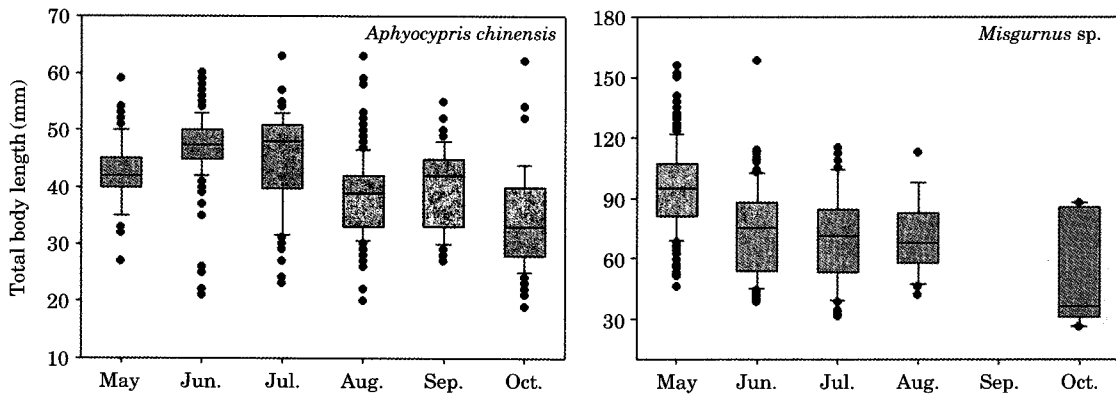 Total body length (mm)
70
60
50
40
30
20
10
Aphyocypris chinensis
May Jun. Jul. Aug. Sep. Oct.
180
150
120
90
60
30
Misgurnus sp.
May Jun. Jul. Aug. Sep. Oct.